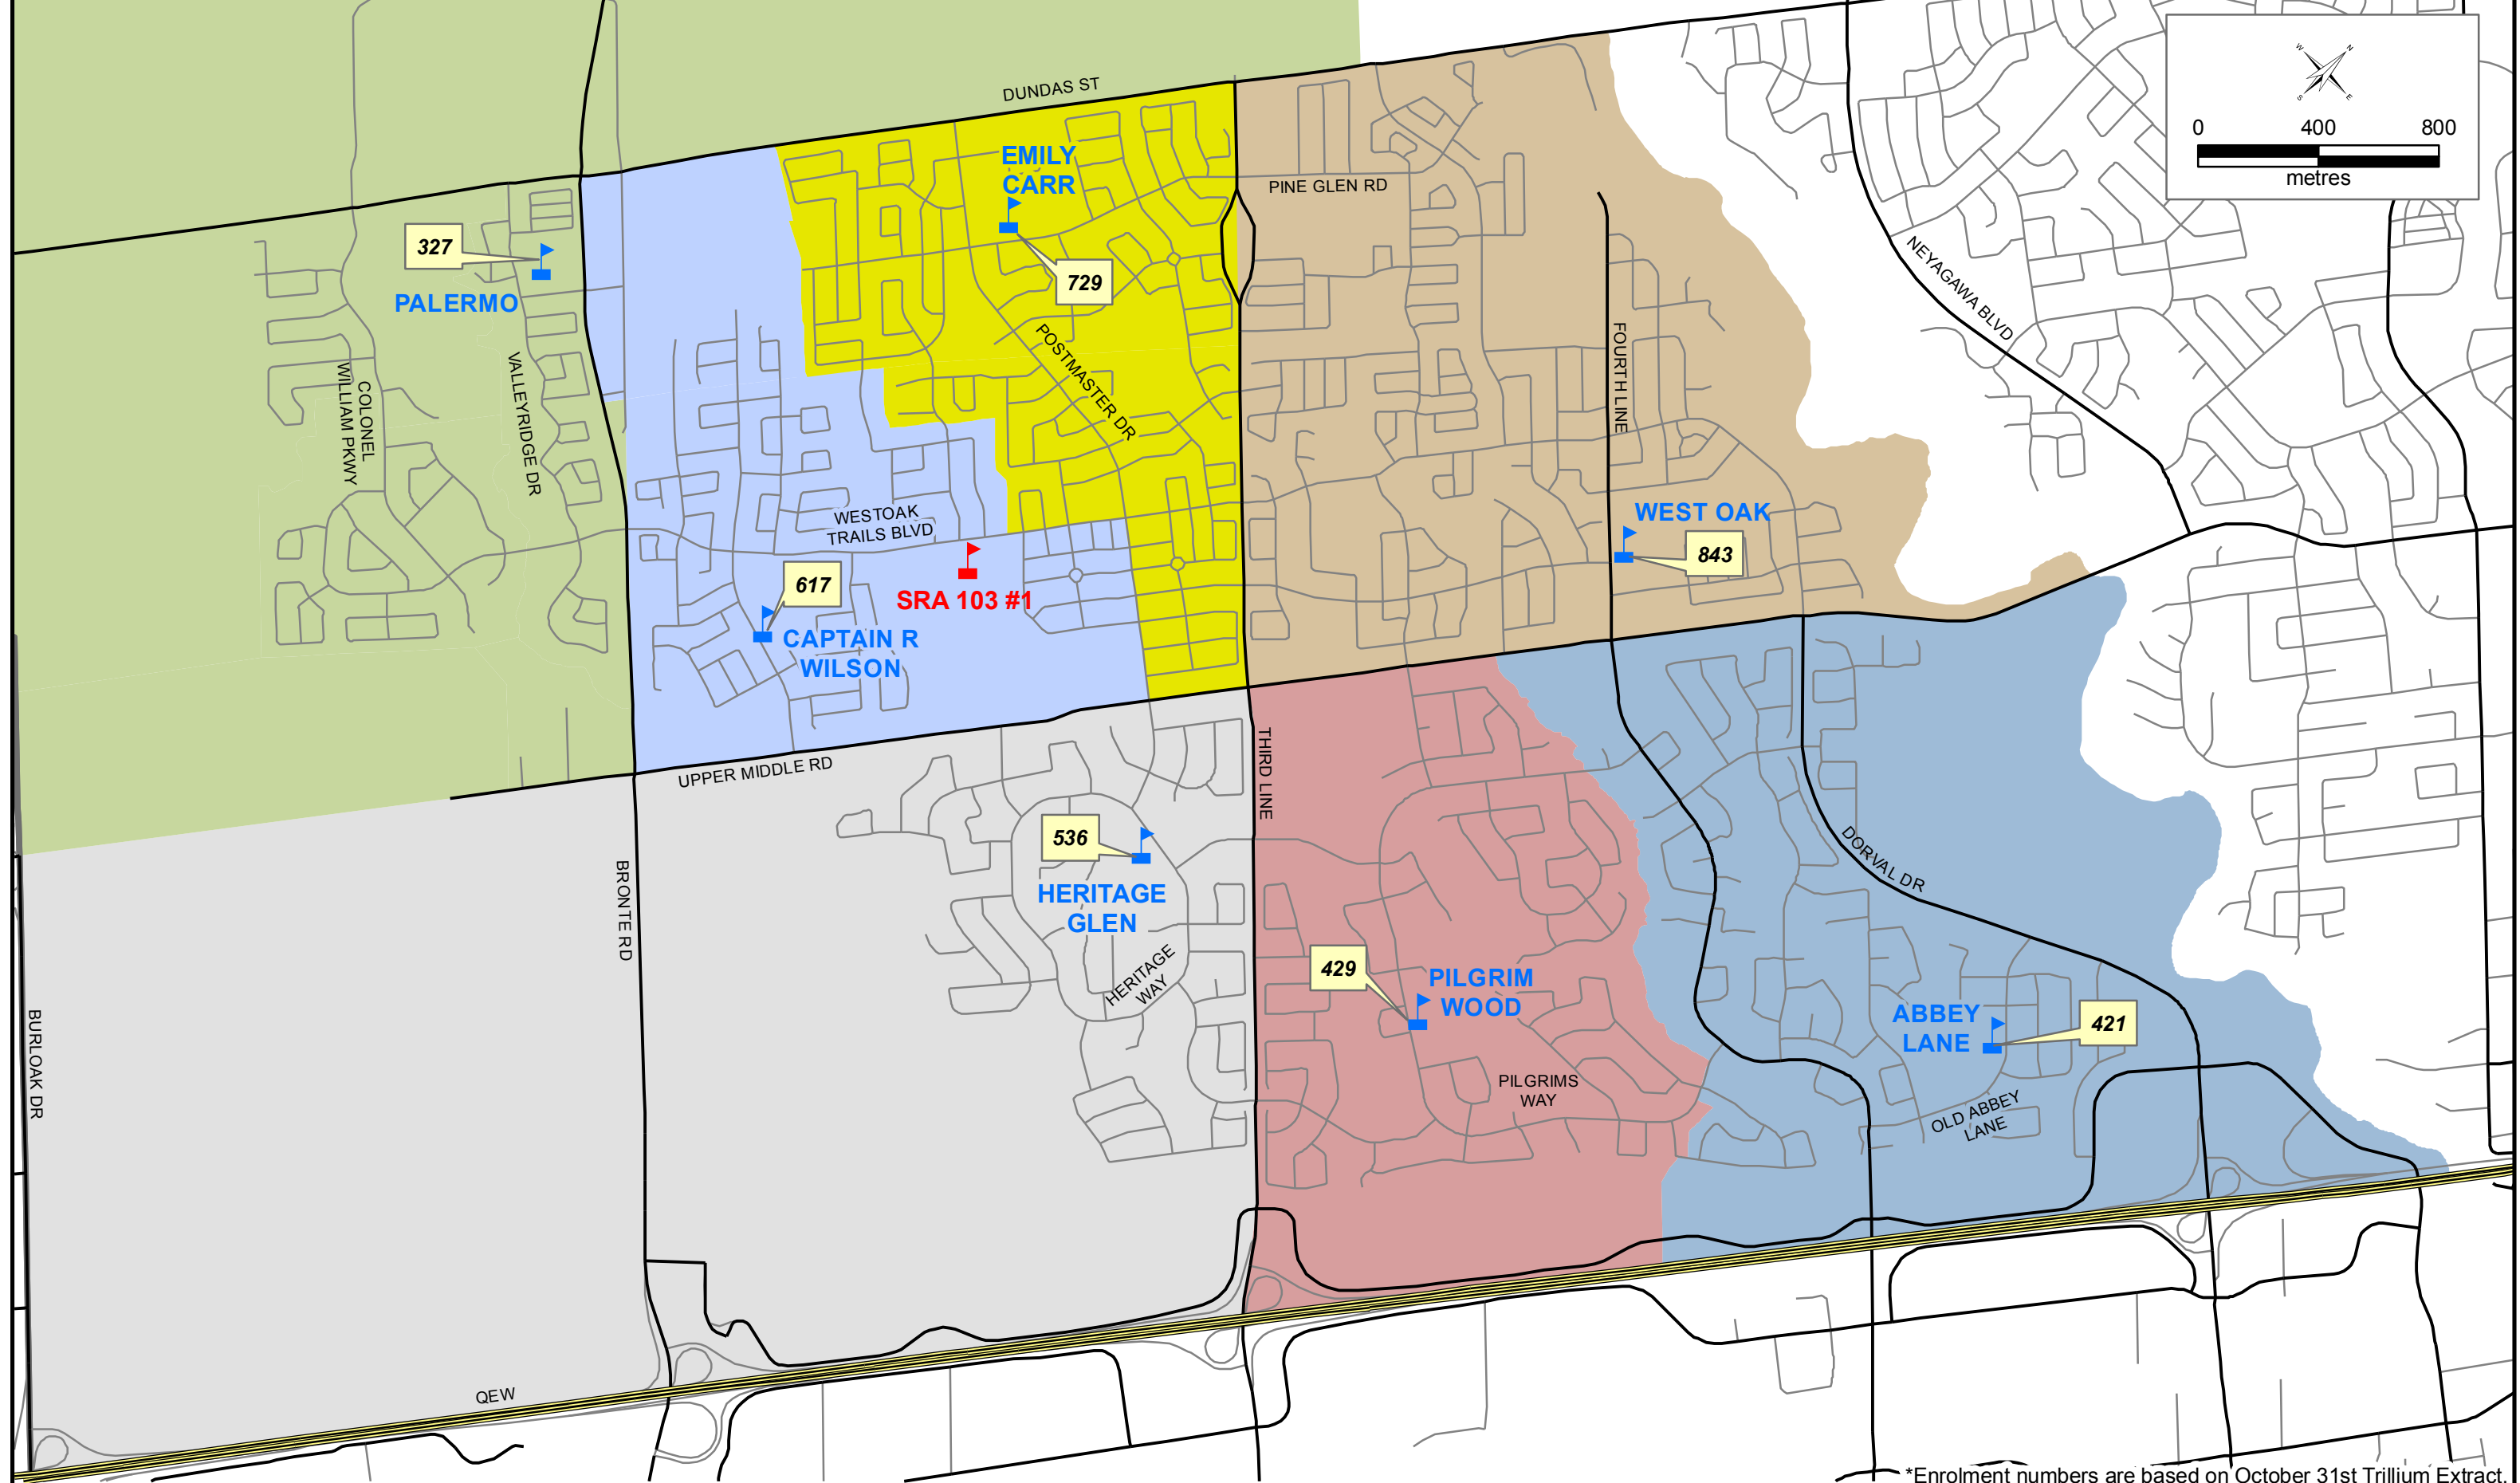 DUNDAS ST
W
N
S
E
0
400
800
metres
EMILY
CARR
729
PINE GLEN RD
327
PALERMO
NEYAGAWA BLVD
POSTMASTER DR
FOURTH LINE
COLONEL
WILLIAM PKWY
VALLEYRIDGE DR
WESTOAK
TRAILS BLVD
WEST OAK
843
617
SRA 103 #1
CAPTAIN R
WILSON
UPPER MIDDLE RD
THIRD LINE
536
HERITAGE
GLEN
DORVAL DR
BRONTE RD
HERITAGE
WAY
429
PILGRIM
WOOD
ABBEY
LANE
421
BURLOAK DR
PILGRIMS
WAY
OLD ABBEY
LANE
QEW
*Enrolment numbers are based on October 31st Trillium Extract.